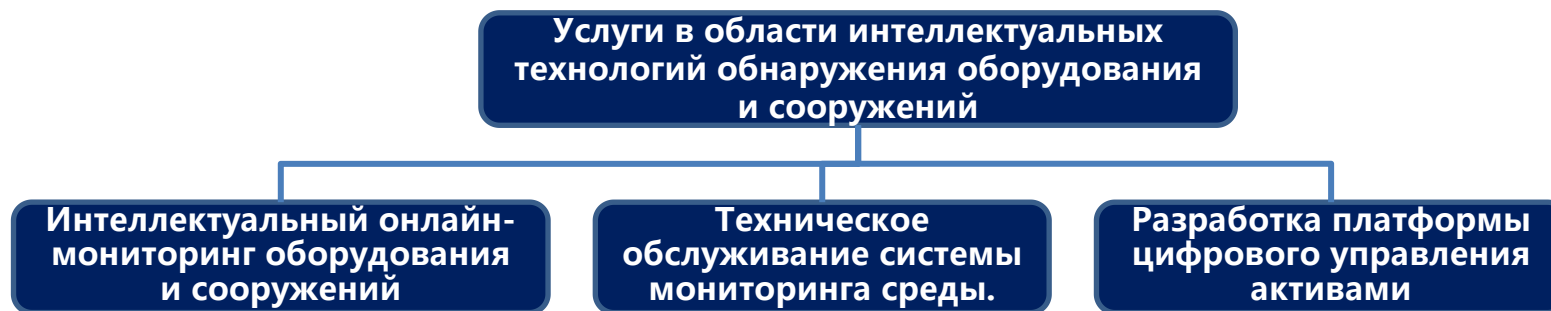 Услуги в области интеллектуальных
технологий обнаружения оборудования
и сооружений
Интеллектуальный онлайн-
мониторинг оборудования
и сооружений
Техническое
обслуживание системы
мониторинга среды.
Разработка платформы
цифрового управления
активами